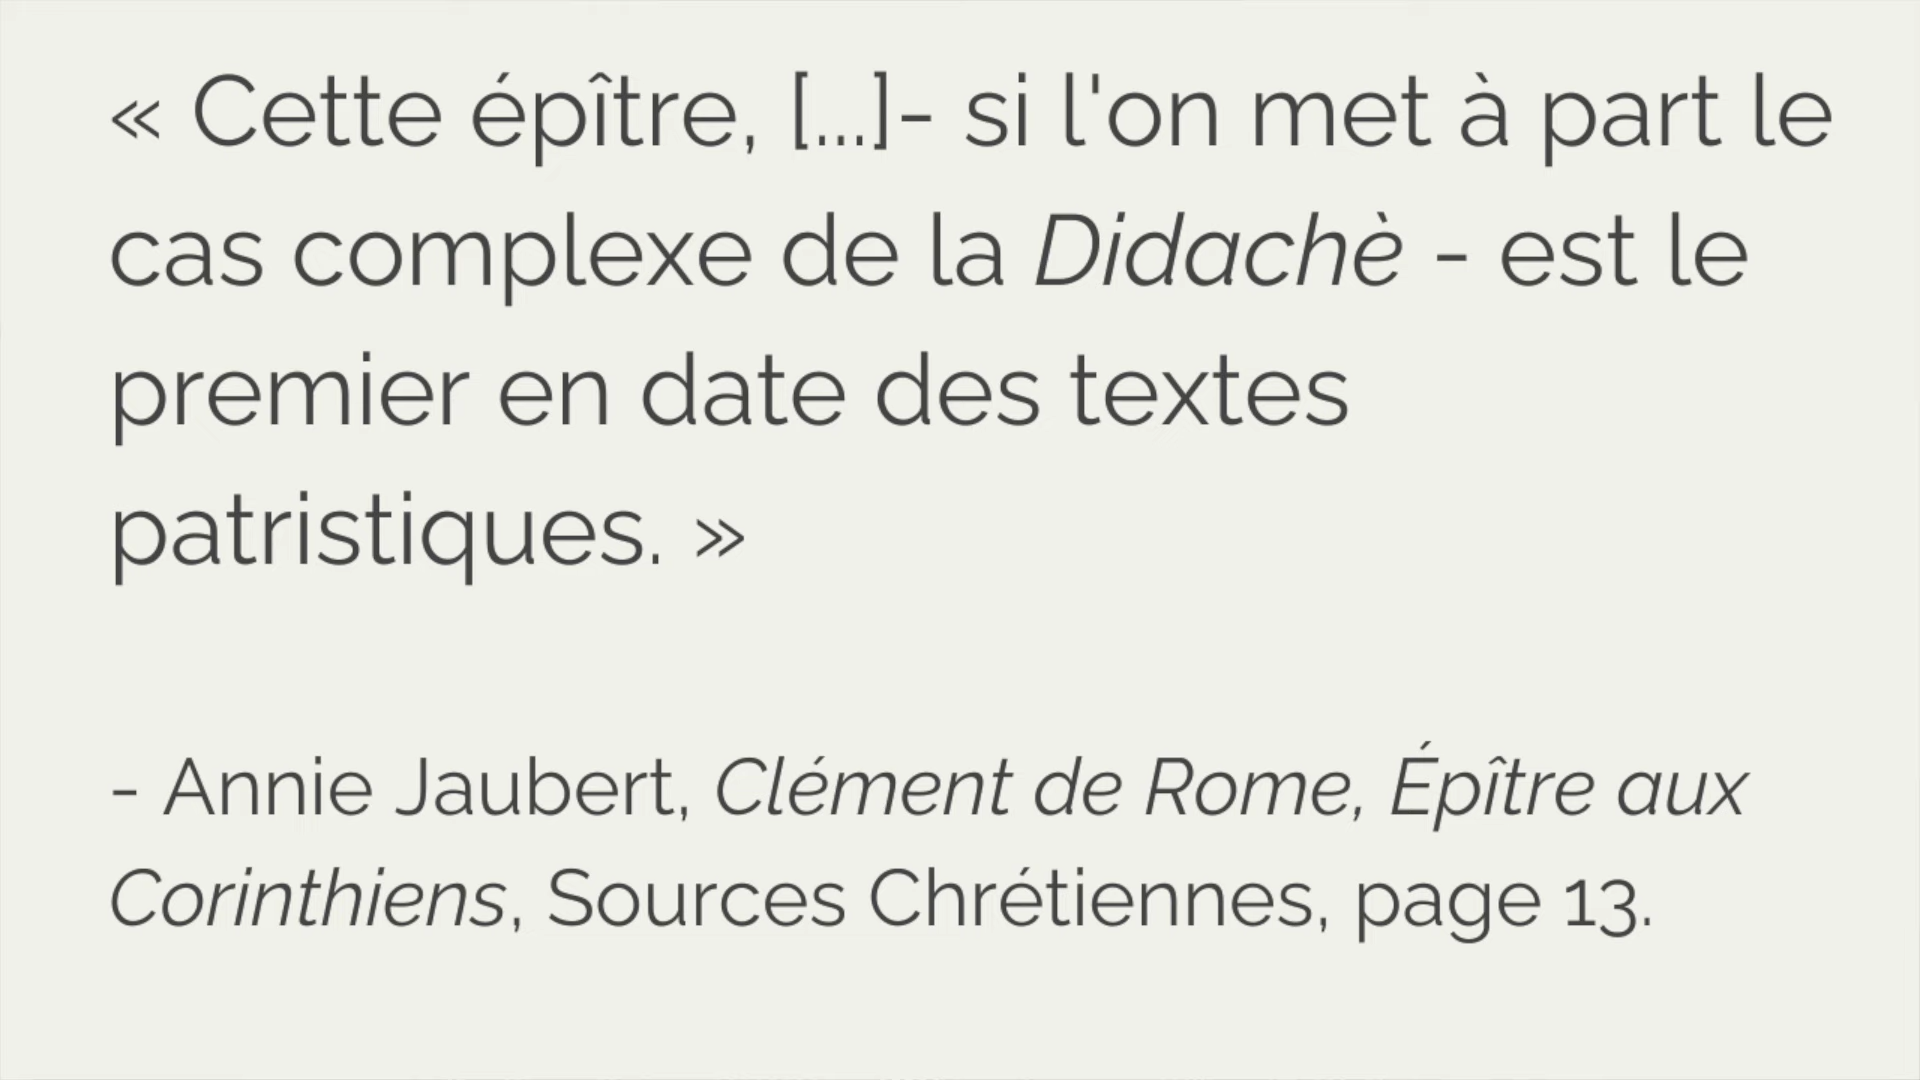 « Cette épître, [...]- si l'on met à part le
cas complexe de la Didachè - est le
premier en date des textes
patristiques. »
- Annie Jaubert, Clément de Rome, Épître aux
Corinthiens, Sources Chrétiennes, page 13.